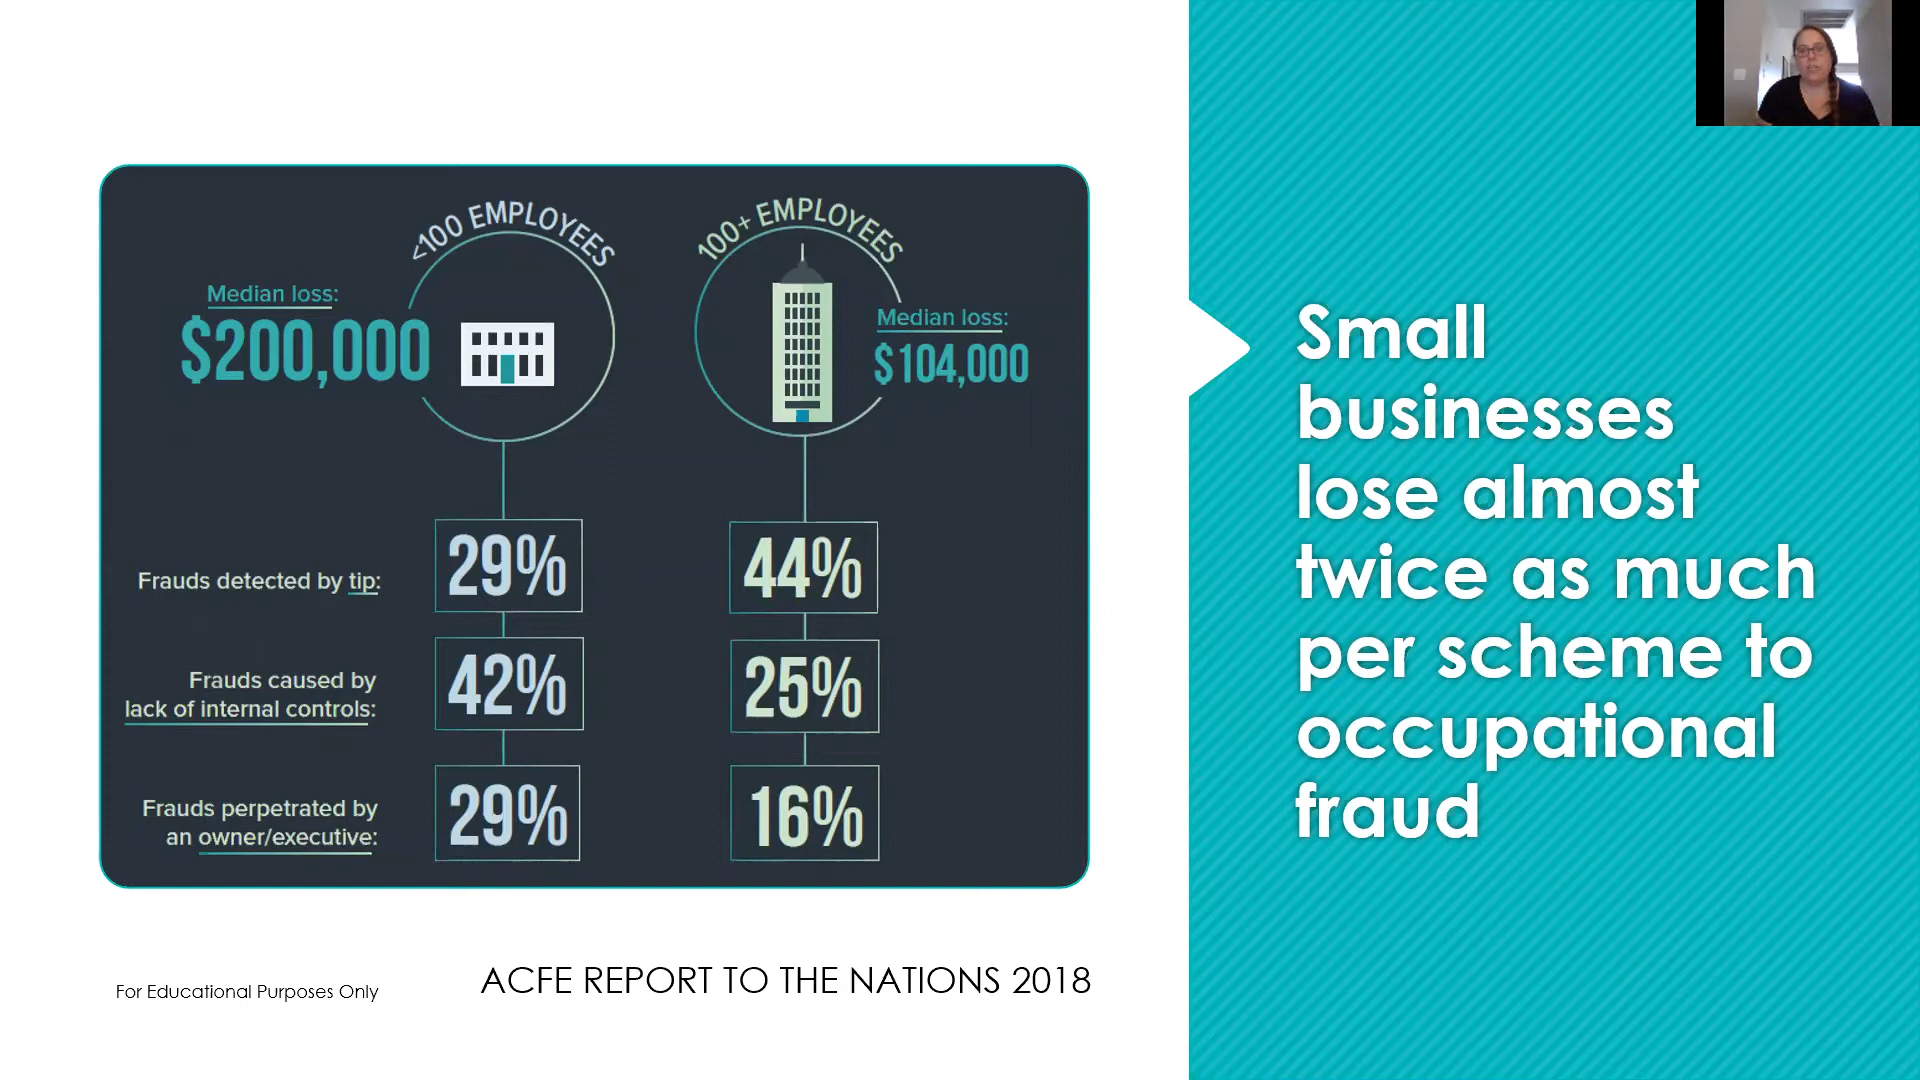 <100 EMPLOYEES
100+ EMPLOYEES
Median loss:
$200,000
Median loss:
$104,000
Frauds detected by tip:
29%
44%
Frauds caused by
lack of internal controls:
42%
25%
Frauds perpetrated by
an owner/executive:
29%
16%
For Educational Purposes Only
ACFE REPORT TO THE NATIONS 2018
Small
businesses
lose almost
twice as much
per scheme to
occupational
fraud